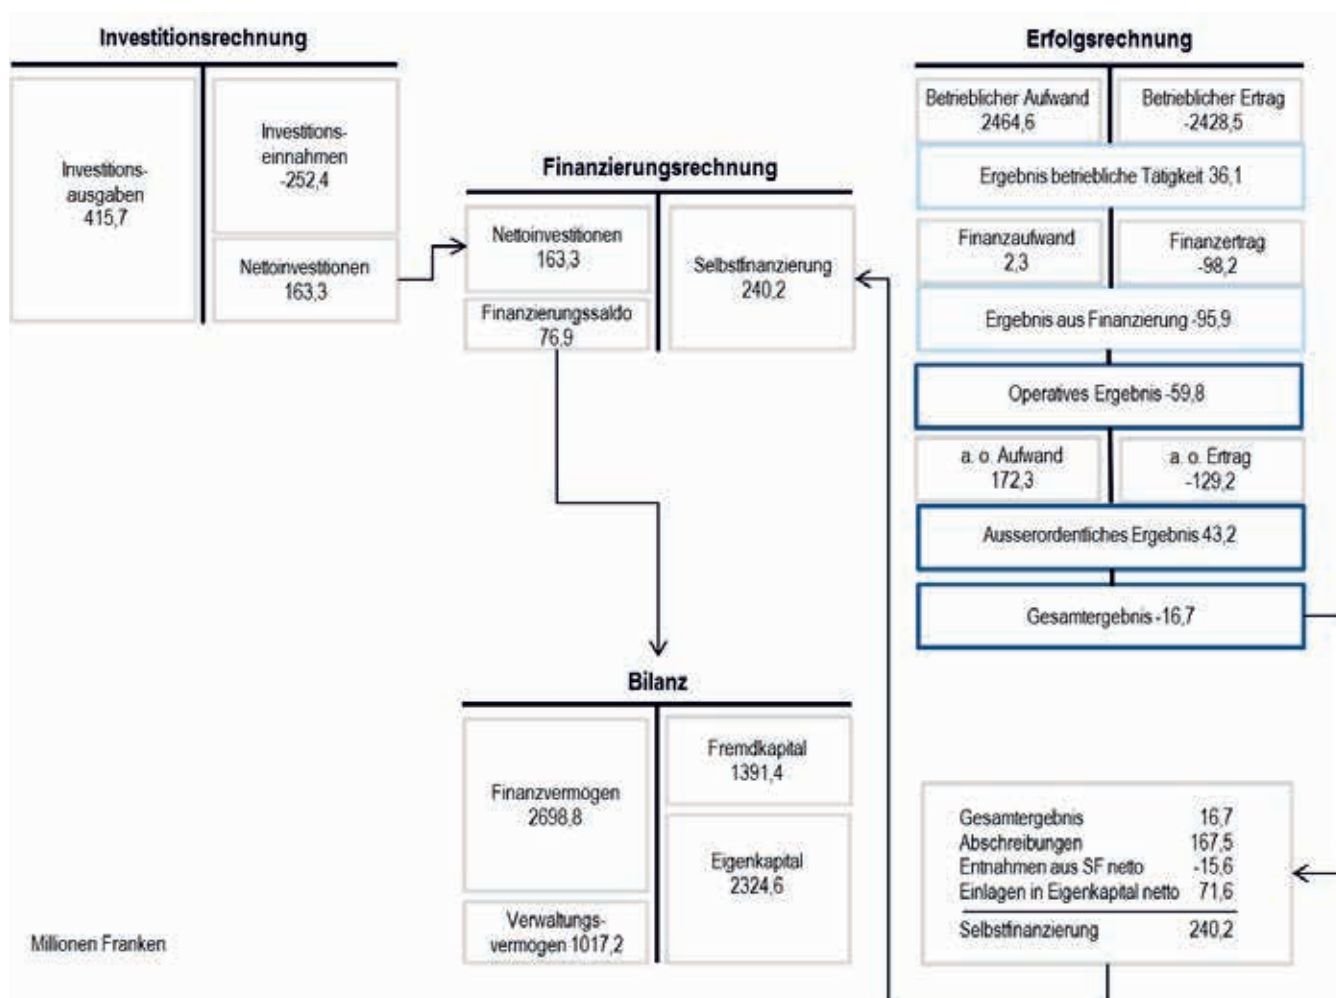 Investitionsrechnung
Investitions-
ausgaben
415,7
Investitions-
einnahmen
-252,4
Nettoinvestitionen
163,3
Finanzierungsrechnung
Nettoinvestitionen
163,3
Finanzierungssaldo
76,9
Selbstfinanzierung
240,2
Erfolgsrechnung
Betrieblicher Aufwand
2464,6
Betrieblicher Ertrag
-2428,5
Ergebnis betriebliche Tätigkeit 36,1
Finanzaufwand
2,3
Finanzertrag
-98,2
Ergebnis aus Finanzierung -95,9
Operatives Ergebnis -59,8
a. o. Aufwand
172,3
a. o. Ertrag
-129,2
Ausserordentliches Ergebnis 43,2
Gesamtergebnis -16,7
Bilanz
Finanzvermögen
2698,8
Verwaltungs-
vermögen 1017,2
Fremdkapital
1391,4
Eigenkapital
2324,6
Gesamtergebnis 16,7
Abschreibungen 167,5
Entnahmen aus SF netto -15,6
Einlagen in Eigenkapital netto 71,6
Selbstfinanzierung 240,2
Millionen Franken